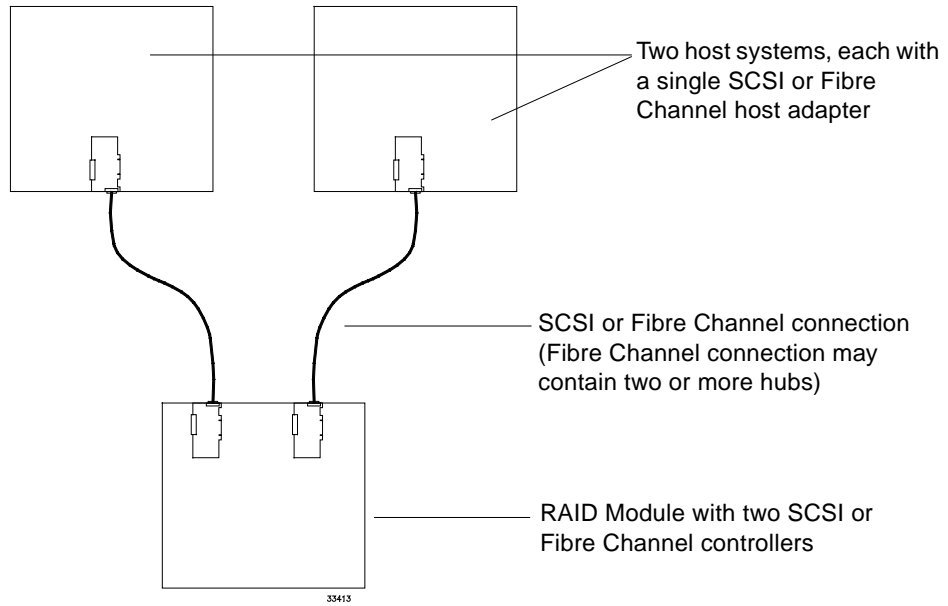 Two host systems, each with
a single SCSI or Fibre
Channel host adapter
SCSI or Fibre Channel connection
(Fibre Channel connection may
contain two or more hubs)
RAID Module with two SCSI or
Fibre Channel controllers
33413